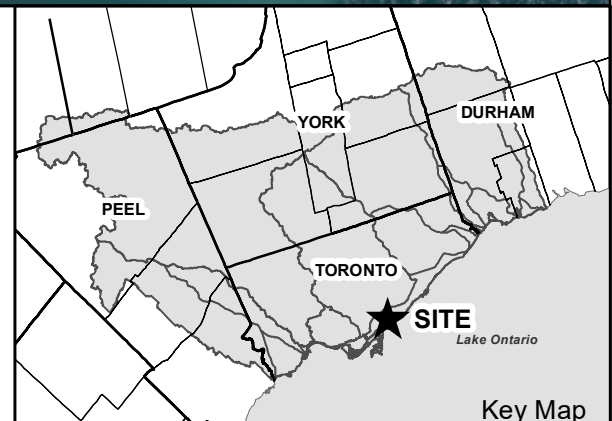 YORK
DURHAM
PEEL
TORONTO
SITE
Lake Ontario
Key Map